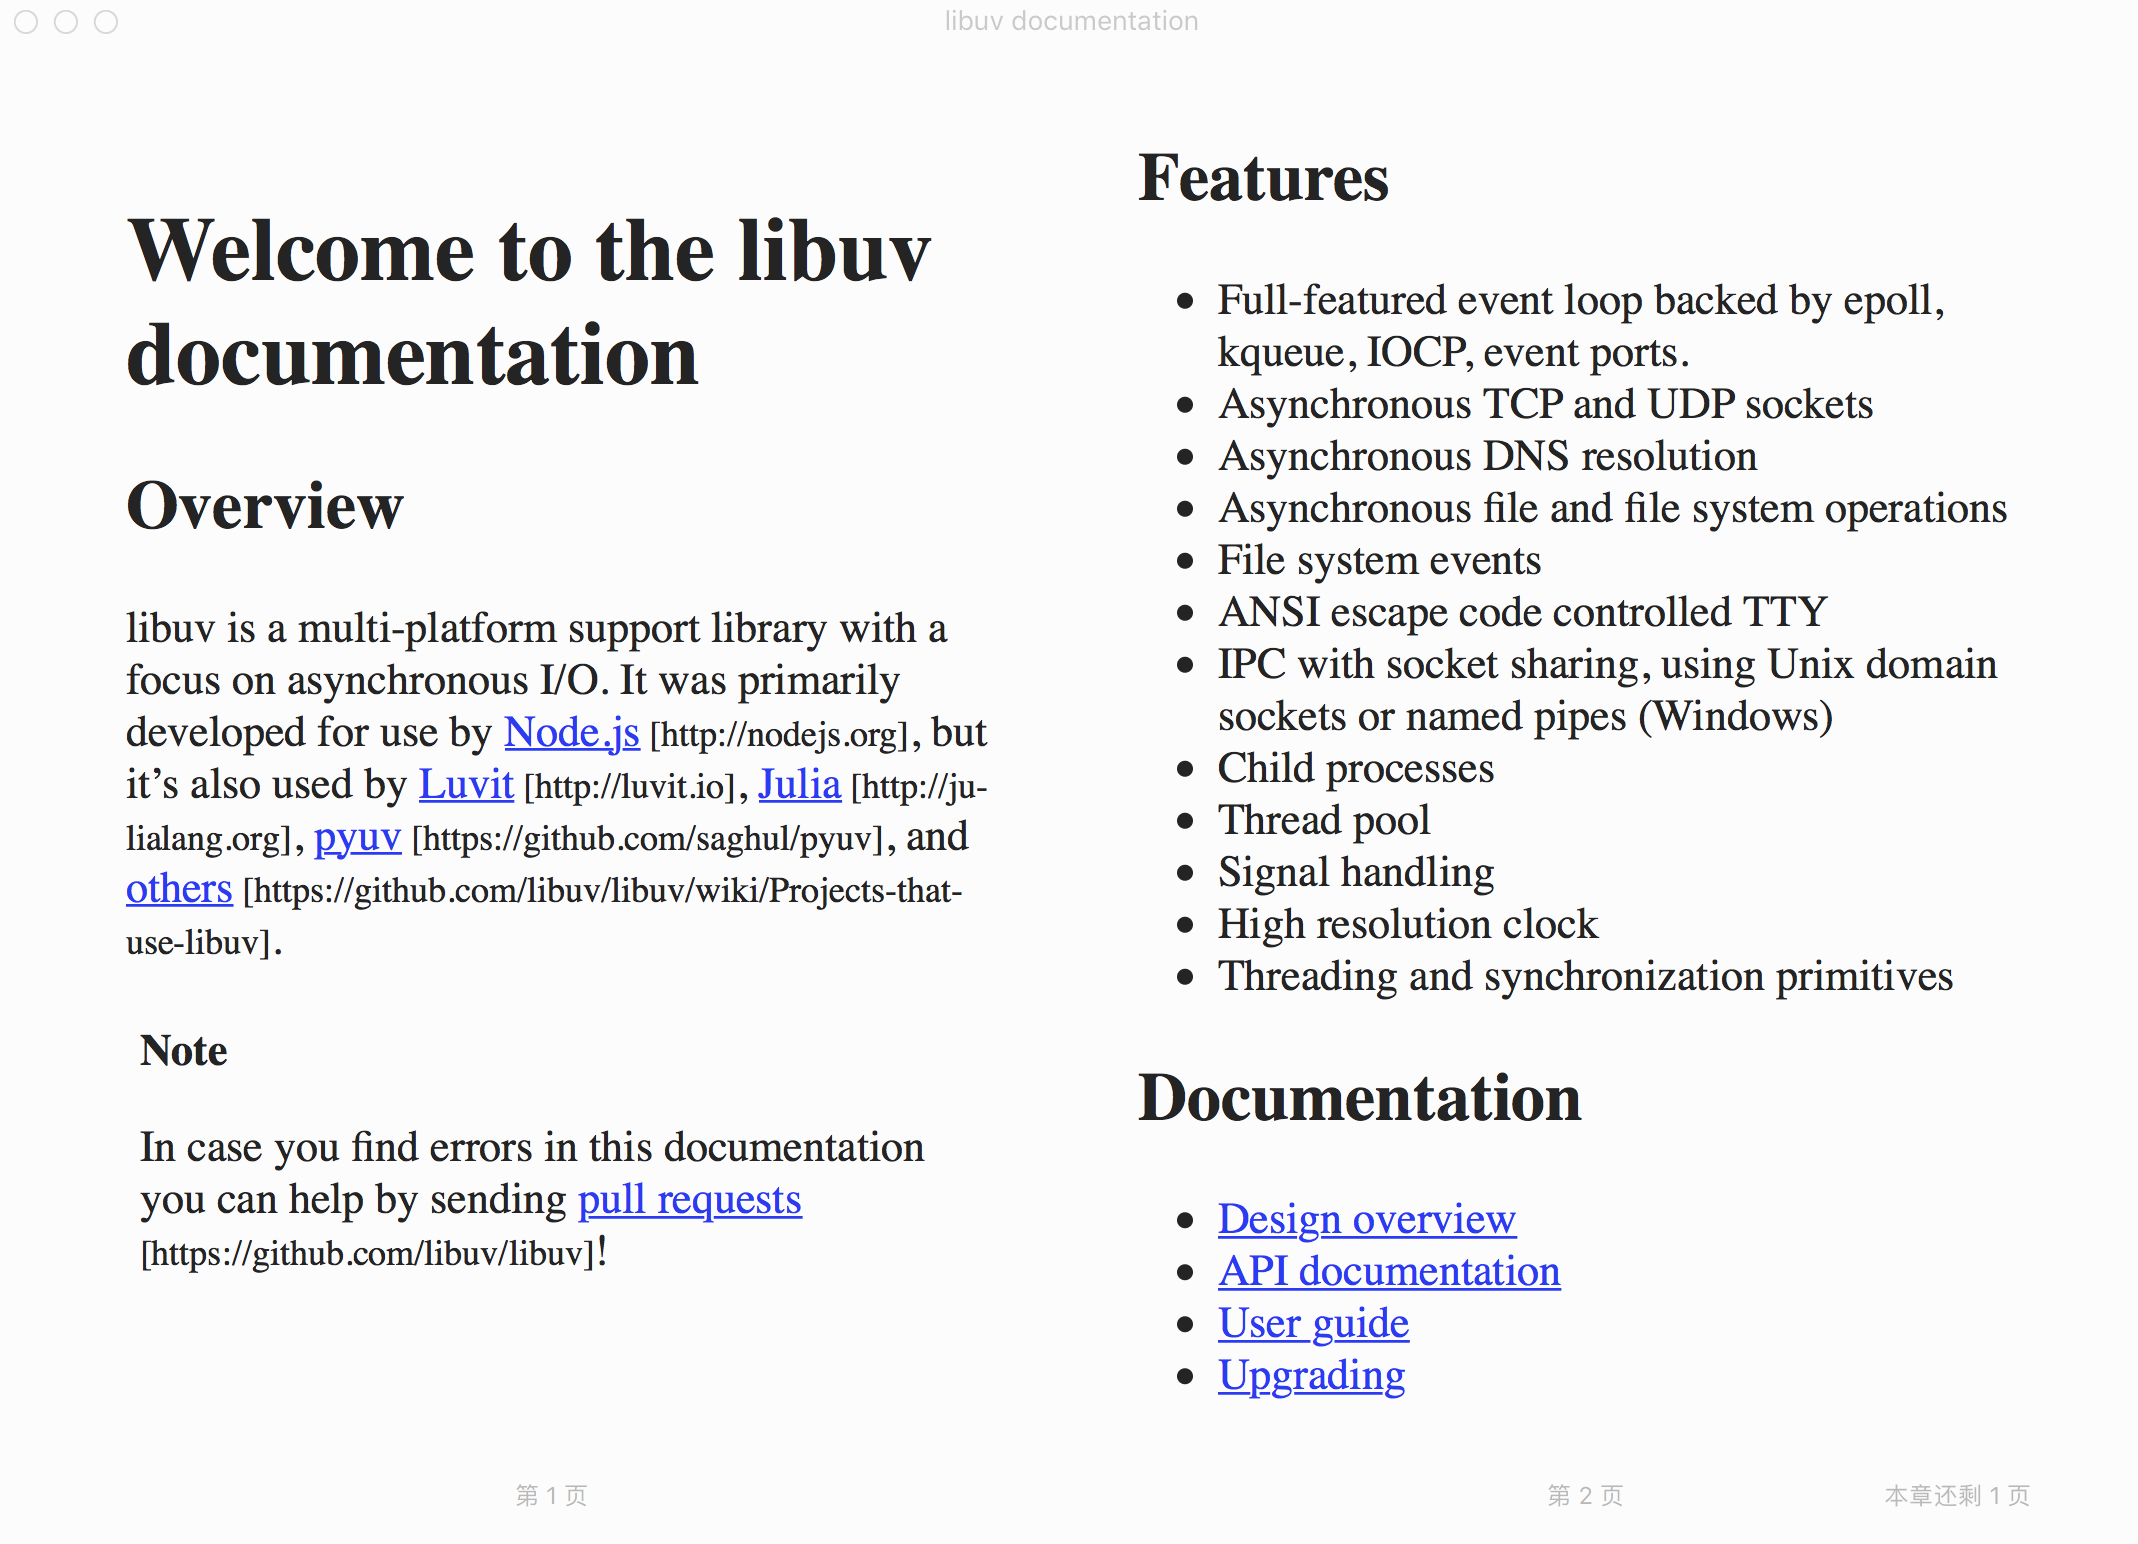 libuv documentation
Welcome to the libuv
documentation
Overview
libuv is a multi-platform support library with a
focus on asynchronous I/O. It was primarily
developed for use by Node.js [http://nodejs.org], but
it’s also used by Luvit [http://luvit.io], Julia [http://ju-
lialang.org], pyuv [https://github.com/saghul/pyuv], and
others [https://github.com/libuv/libuv/wiki/Projects-that-
use-libuv].
Note
In case you find errors in this documentation
you can help by sending pull requests
[https://github.com/libuv/libuv]!
第 1 页
Features
• Full-featured event loop backed by epoll,
kqueue, IOCP, event ports.
• Asynchronous TCP and UDP sockets
• Asynchronous DNS resolution
• Asynchronous file and file system operations
• File system events
• ANSI escape code controlled TTY
• IPC with socket sharing, using Unix domain
sockets or named pipes (Windows)
• Child processes
• Thread pool
• Signal handling
• High resolution clock
• Threading and synchronization primitives
Documentation
• Design overview
• API documentation
• User guide
• Upgrading
第 2 页
本章还剩 1 页